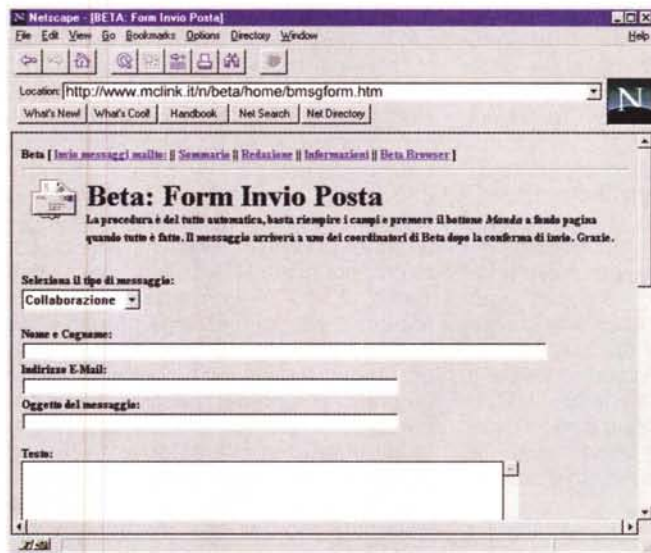 Netscape - [BETA: Form Invio Posta]
File Edit View Go Bookmarks Options Directory Window Help
Location: http://www.mclink.it/n/beta/home/bmsgform.htm
N
What's New! What's Cool! Handbook Net Search Net Directory
Beta [ Invio messaggi mailto: || Sommario || Redazione || Informazioni || Beta Browser ]
Beta: Form Invio Posta
La procedura è del tutto automatica, basta riempire i campi e premere il bottone Manda a fondo pagina
quando tutto è fatto. Il messaggio arriverà a uno dei coordinatori di Beta dopo la conferma di invio. Grazie.
Seleziona il tipo di messaggio:
Collaborazione
Nome e Cognome:
Indirizzo E-Mail:
Oggetto del messaggio:
Testo: